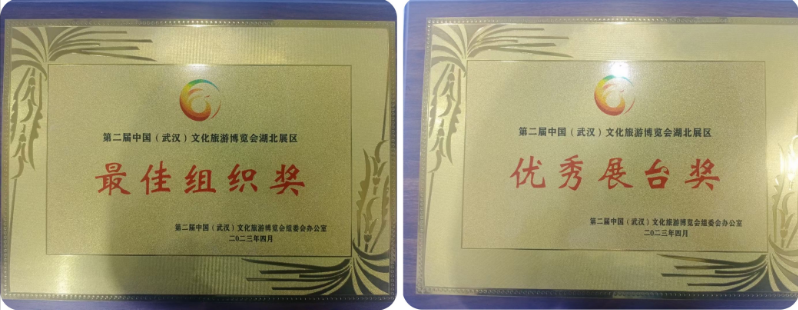 第二届中国（武汉）文化旅游博览会湖北展区
最佳组织奖
第二届中国（武汉）文化旅游博览会组委会办公室
二〇二三年四月
第二届中国（武汉）文化旅游博览会湖北展区
优秀展台奖
第二届中国（武汉）文化旅游博览会组委会办公室
二〇二三年四月